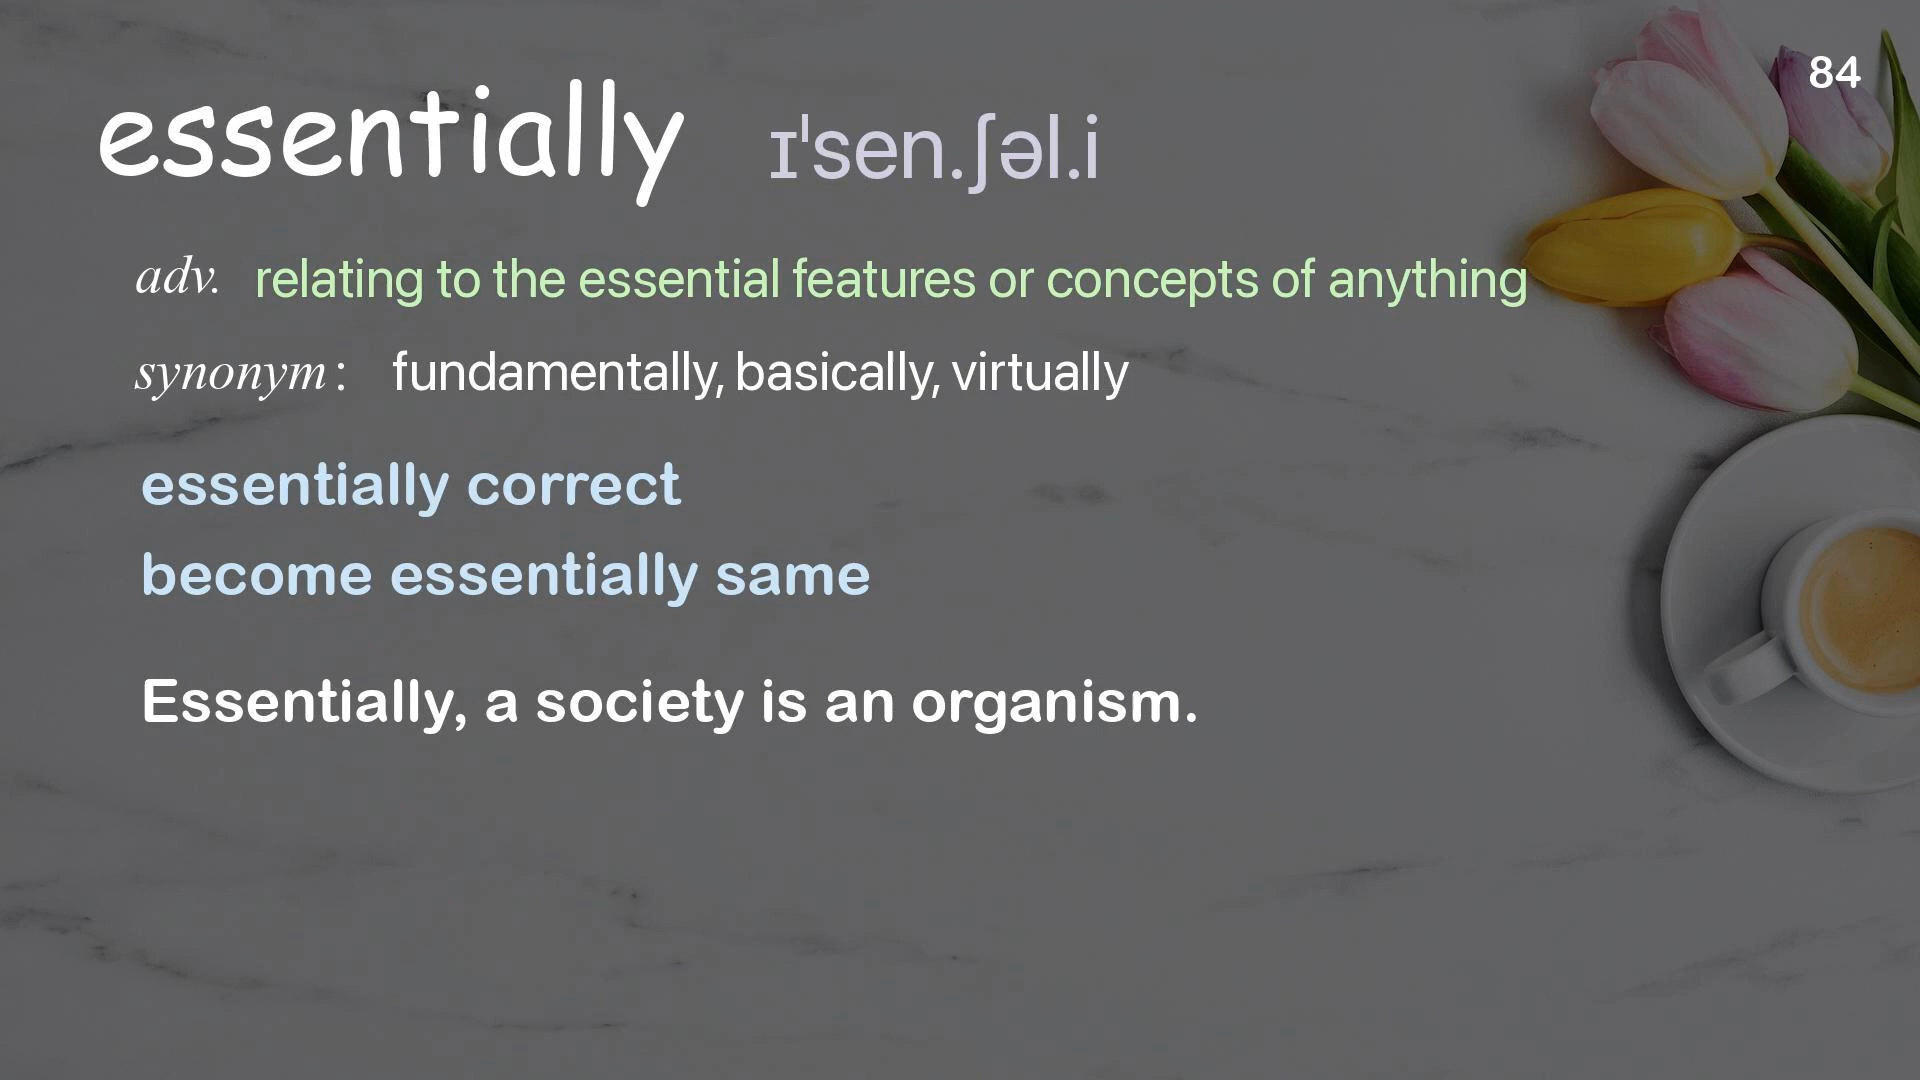 84
essentially ɪˈsen.ʃəl.i
adv. relating to the essential features or concepts of anything
synonym : fundamentally, basically, virtually
essentially correct
become essentially same
Essentially, a society is an organism.